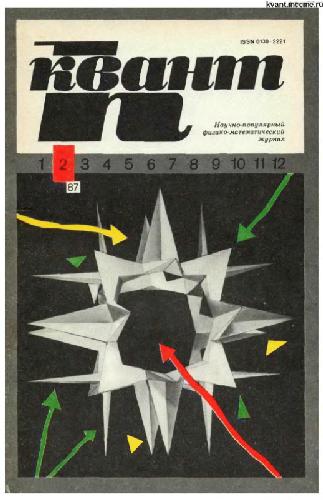 kvant.mccme.ru
ISSN 0130-2221
квант
Научно-популярный
физико-математический
журнал
1 2 3 4 5 6 7 8 9 10 11 12
87